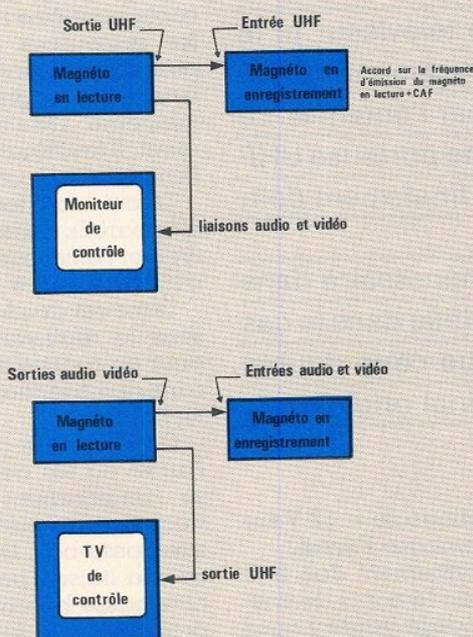 Sortie UHF
Entrée UHF
Magnéto
en lecture
Magnéto en
enregistrement
Accord sur la fréquence
d'émission du magnéto
en lecture + CAF
Moniteur
de
contrôle
liaisons audio et vidéo
Sorties audio vidéo
Entrées audio et vidéo
Magnéto
en lecture
Magnéto en
enregistrement
TV
de
contrôle
sortie UHF